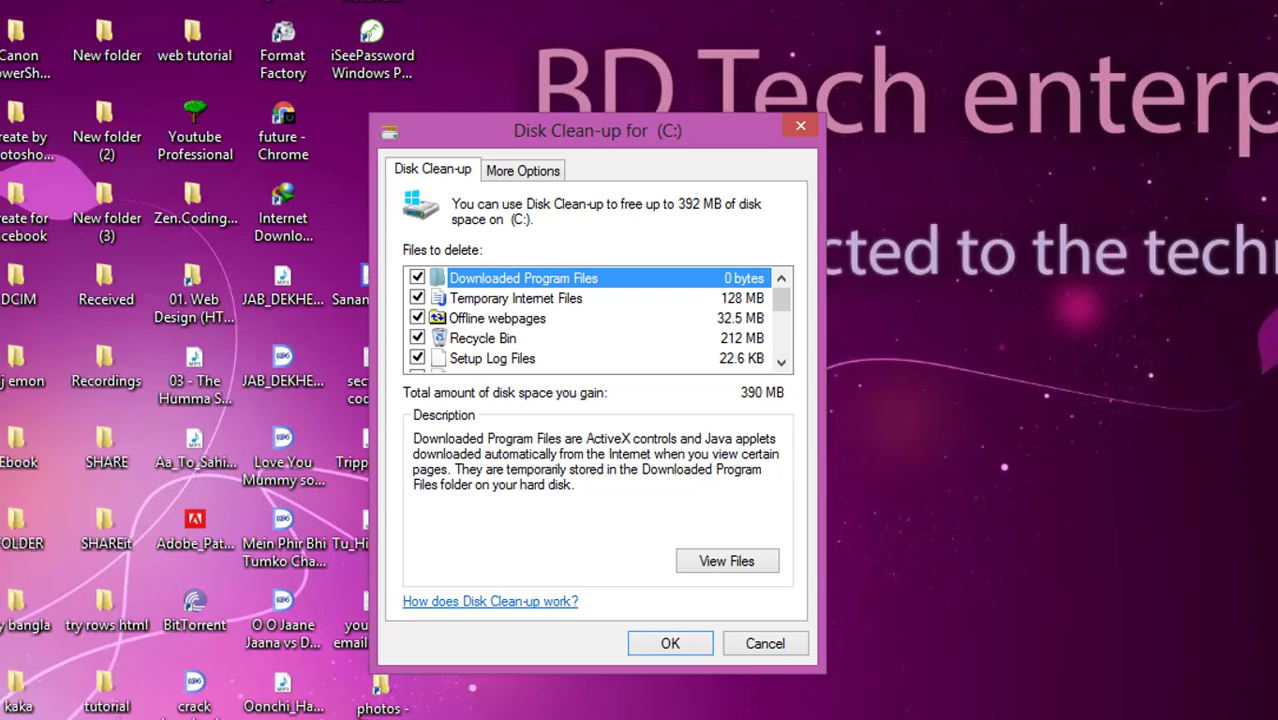 Canon
New folder
web tutorial
Format
Factory
iSeePassword
Windows P...
BD Tech enterp
New folder
(2)
Youtube
Professional
future -
Chrome
New folder
(3)
Zen.Coding...
Internet
Downlo...
DCIM
Received
01. Web
Design (HT...
JAB_DEKHE...
Sanan
j emon
Recordings
03 - The
Humma S...
JAB_DEKHE...
sec
co
Ebook
SHARE
Aa_To_Sahi...
Love You
Mummy so...
Tripp
OLDER
SHAREit
Adobe_Pat...
Mein Phir Bhi
Tumko Cha...
Tu_Hi
y bangla
try rows html
BitTorrent
O O Jaane
Jaana vs D...
you
email
kaka
tutorial
crack
Oonchi_Ha...
photos -
Disk Clean-up for (C:)
Disk Clean-up
More Options
You can use Disk Clean-up to free up to 392 MB of disk
space on (C:).
Files to delete:
Downloaded Program Files 0 bytes
Temporary Internet Files 128 MB
Offline webpages 32.5 MB
Recycle Bin 212 MB
Setup Log Files 22.6 KB
Total amount of disk space you gain: 390 MB
Description
Downloaded Program Files are ActiveX controls and Java applets
downloaded automatically from the Internet when you view certain
pages. They are temporarily stored in the Downloaded Program
Files folder on your hard disk.
View Files
How does Disk Clean-up work?
OK
Cancel
cted to the techn